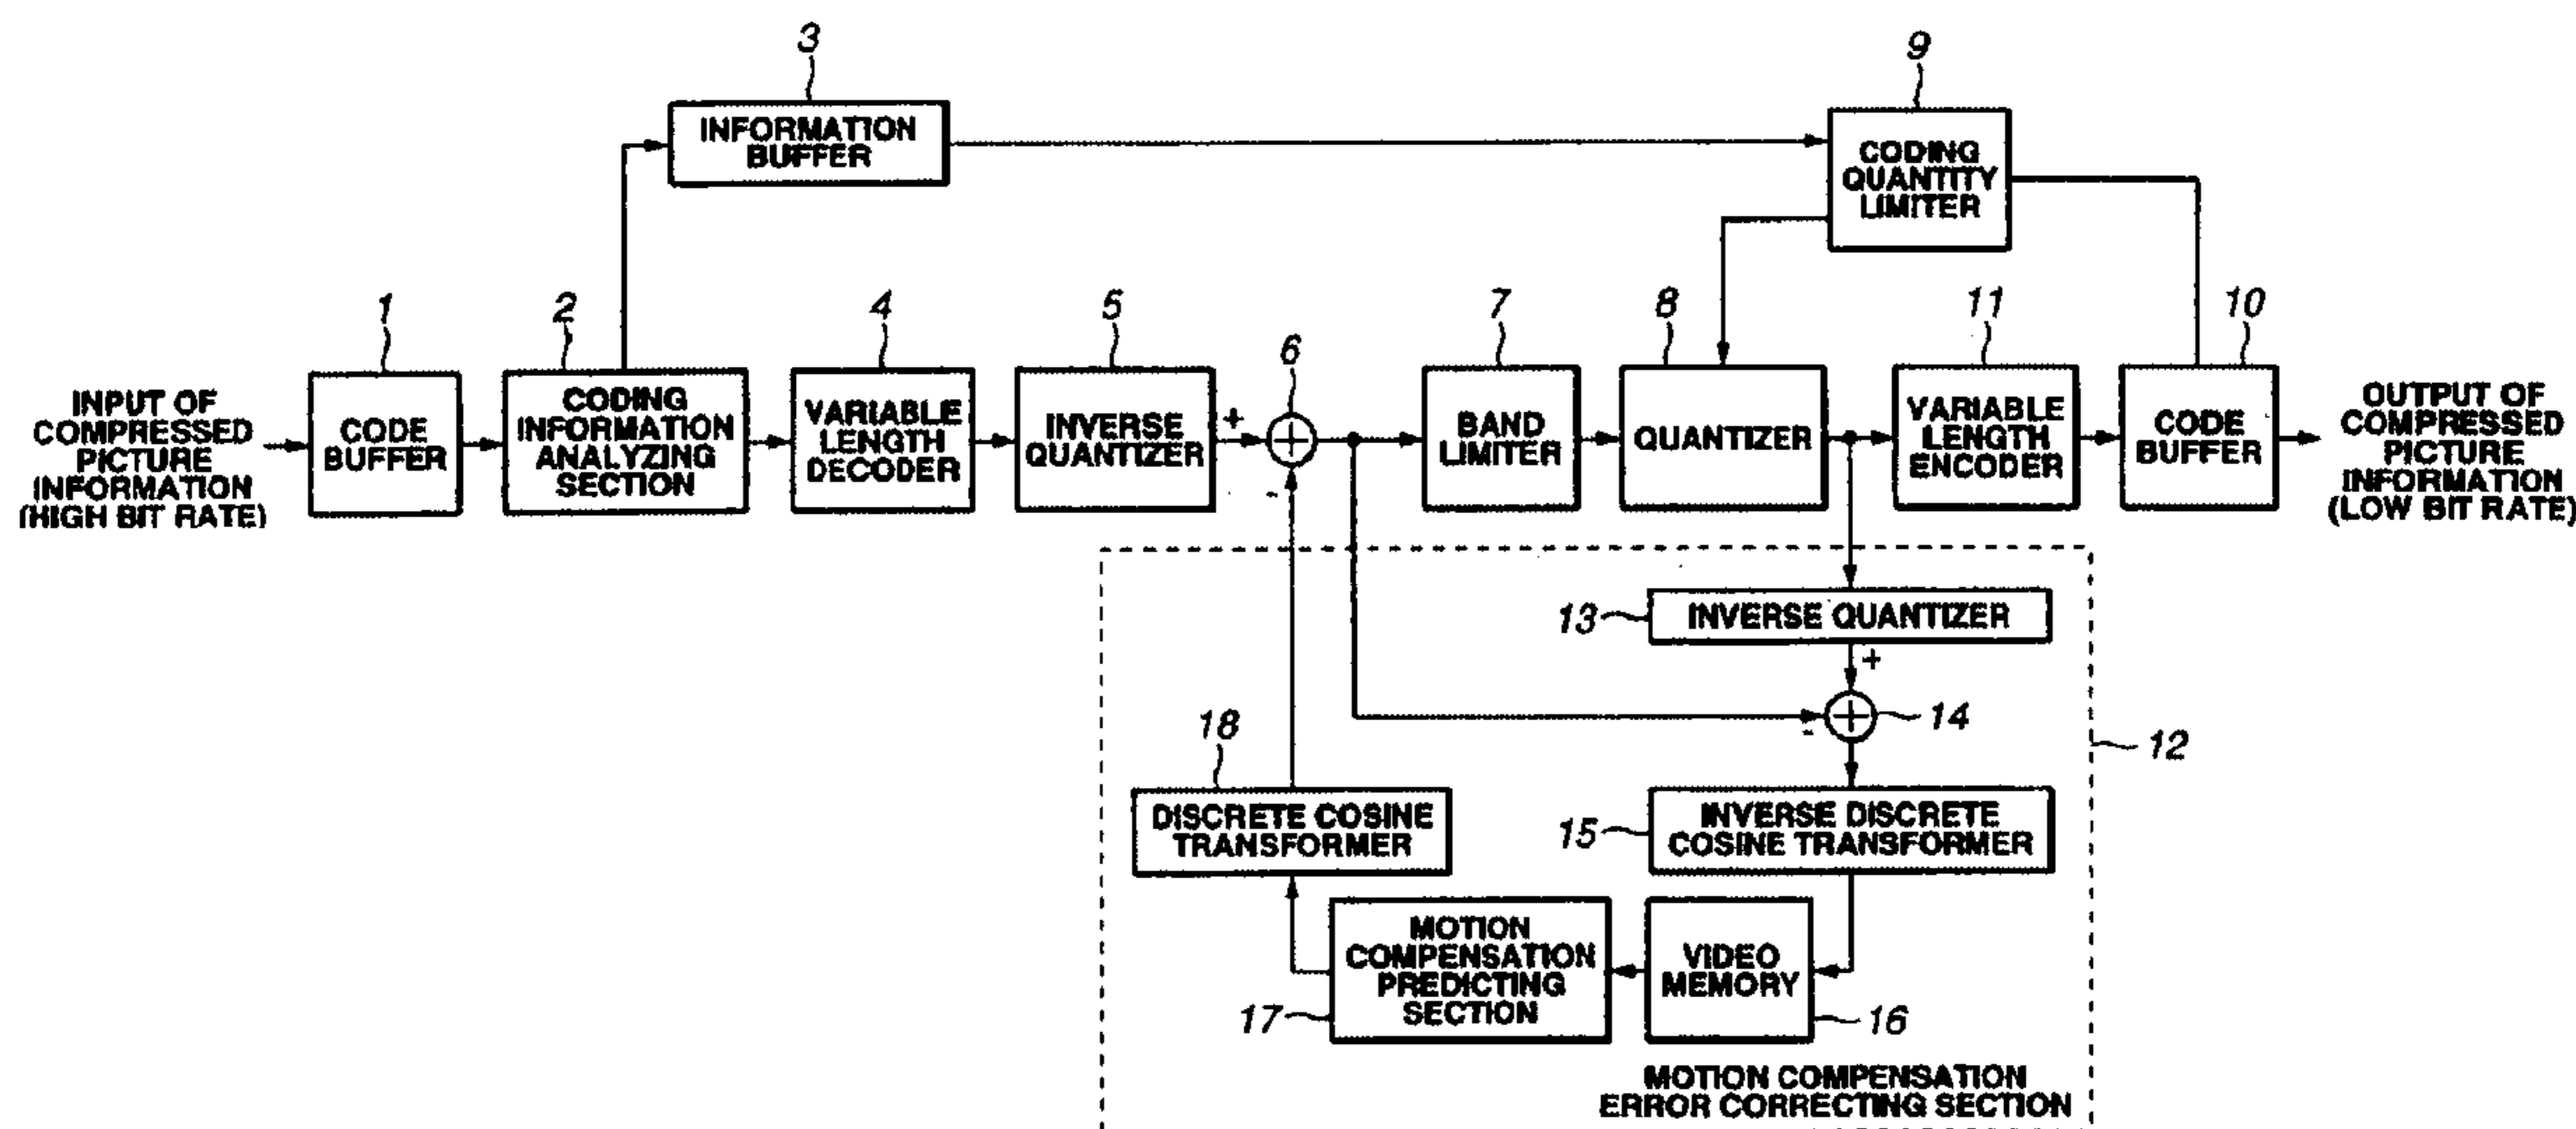 3
9
INFORMATION
BUFFER
CODING
QUANTITY
LIMITER
1
2
4
5
6
7
8
11
10
INPUT OF
COMPRESSED
PICTURE
INFORMATION
(HIGH BIT RATE)
CODE
BUFFER
CODING
INFORMATION
ANALYZING
SECTION
VARIABLE
LENGTH
DECODER
INVERSE
QUANTIZER
+
-
BAND
LIMITER
QUANTIZER
VARIABLE
LENGTH
ENCODER
CODE
BUFFER
OUTPUT OF
COMPRESSED
PICTURE
INFORMATION
(LOW BIT RATE)
13
INVERSE QUANTIZER
+
-
14
12
18
DISCRETE COSINE
TRANSFORMER
15
INVERSE DISCRETE
COSINE TRANSFORMER
MOTION
COMPENSATION
PREDICTING
SECTION
17
VIDEO
MEMORY
16
MOTION COMPENSATION
ERROR CORRECTING SECTION